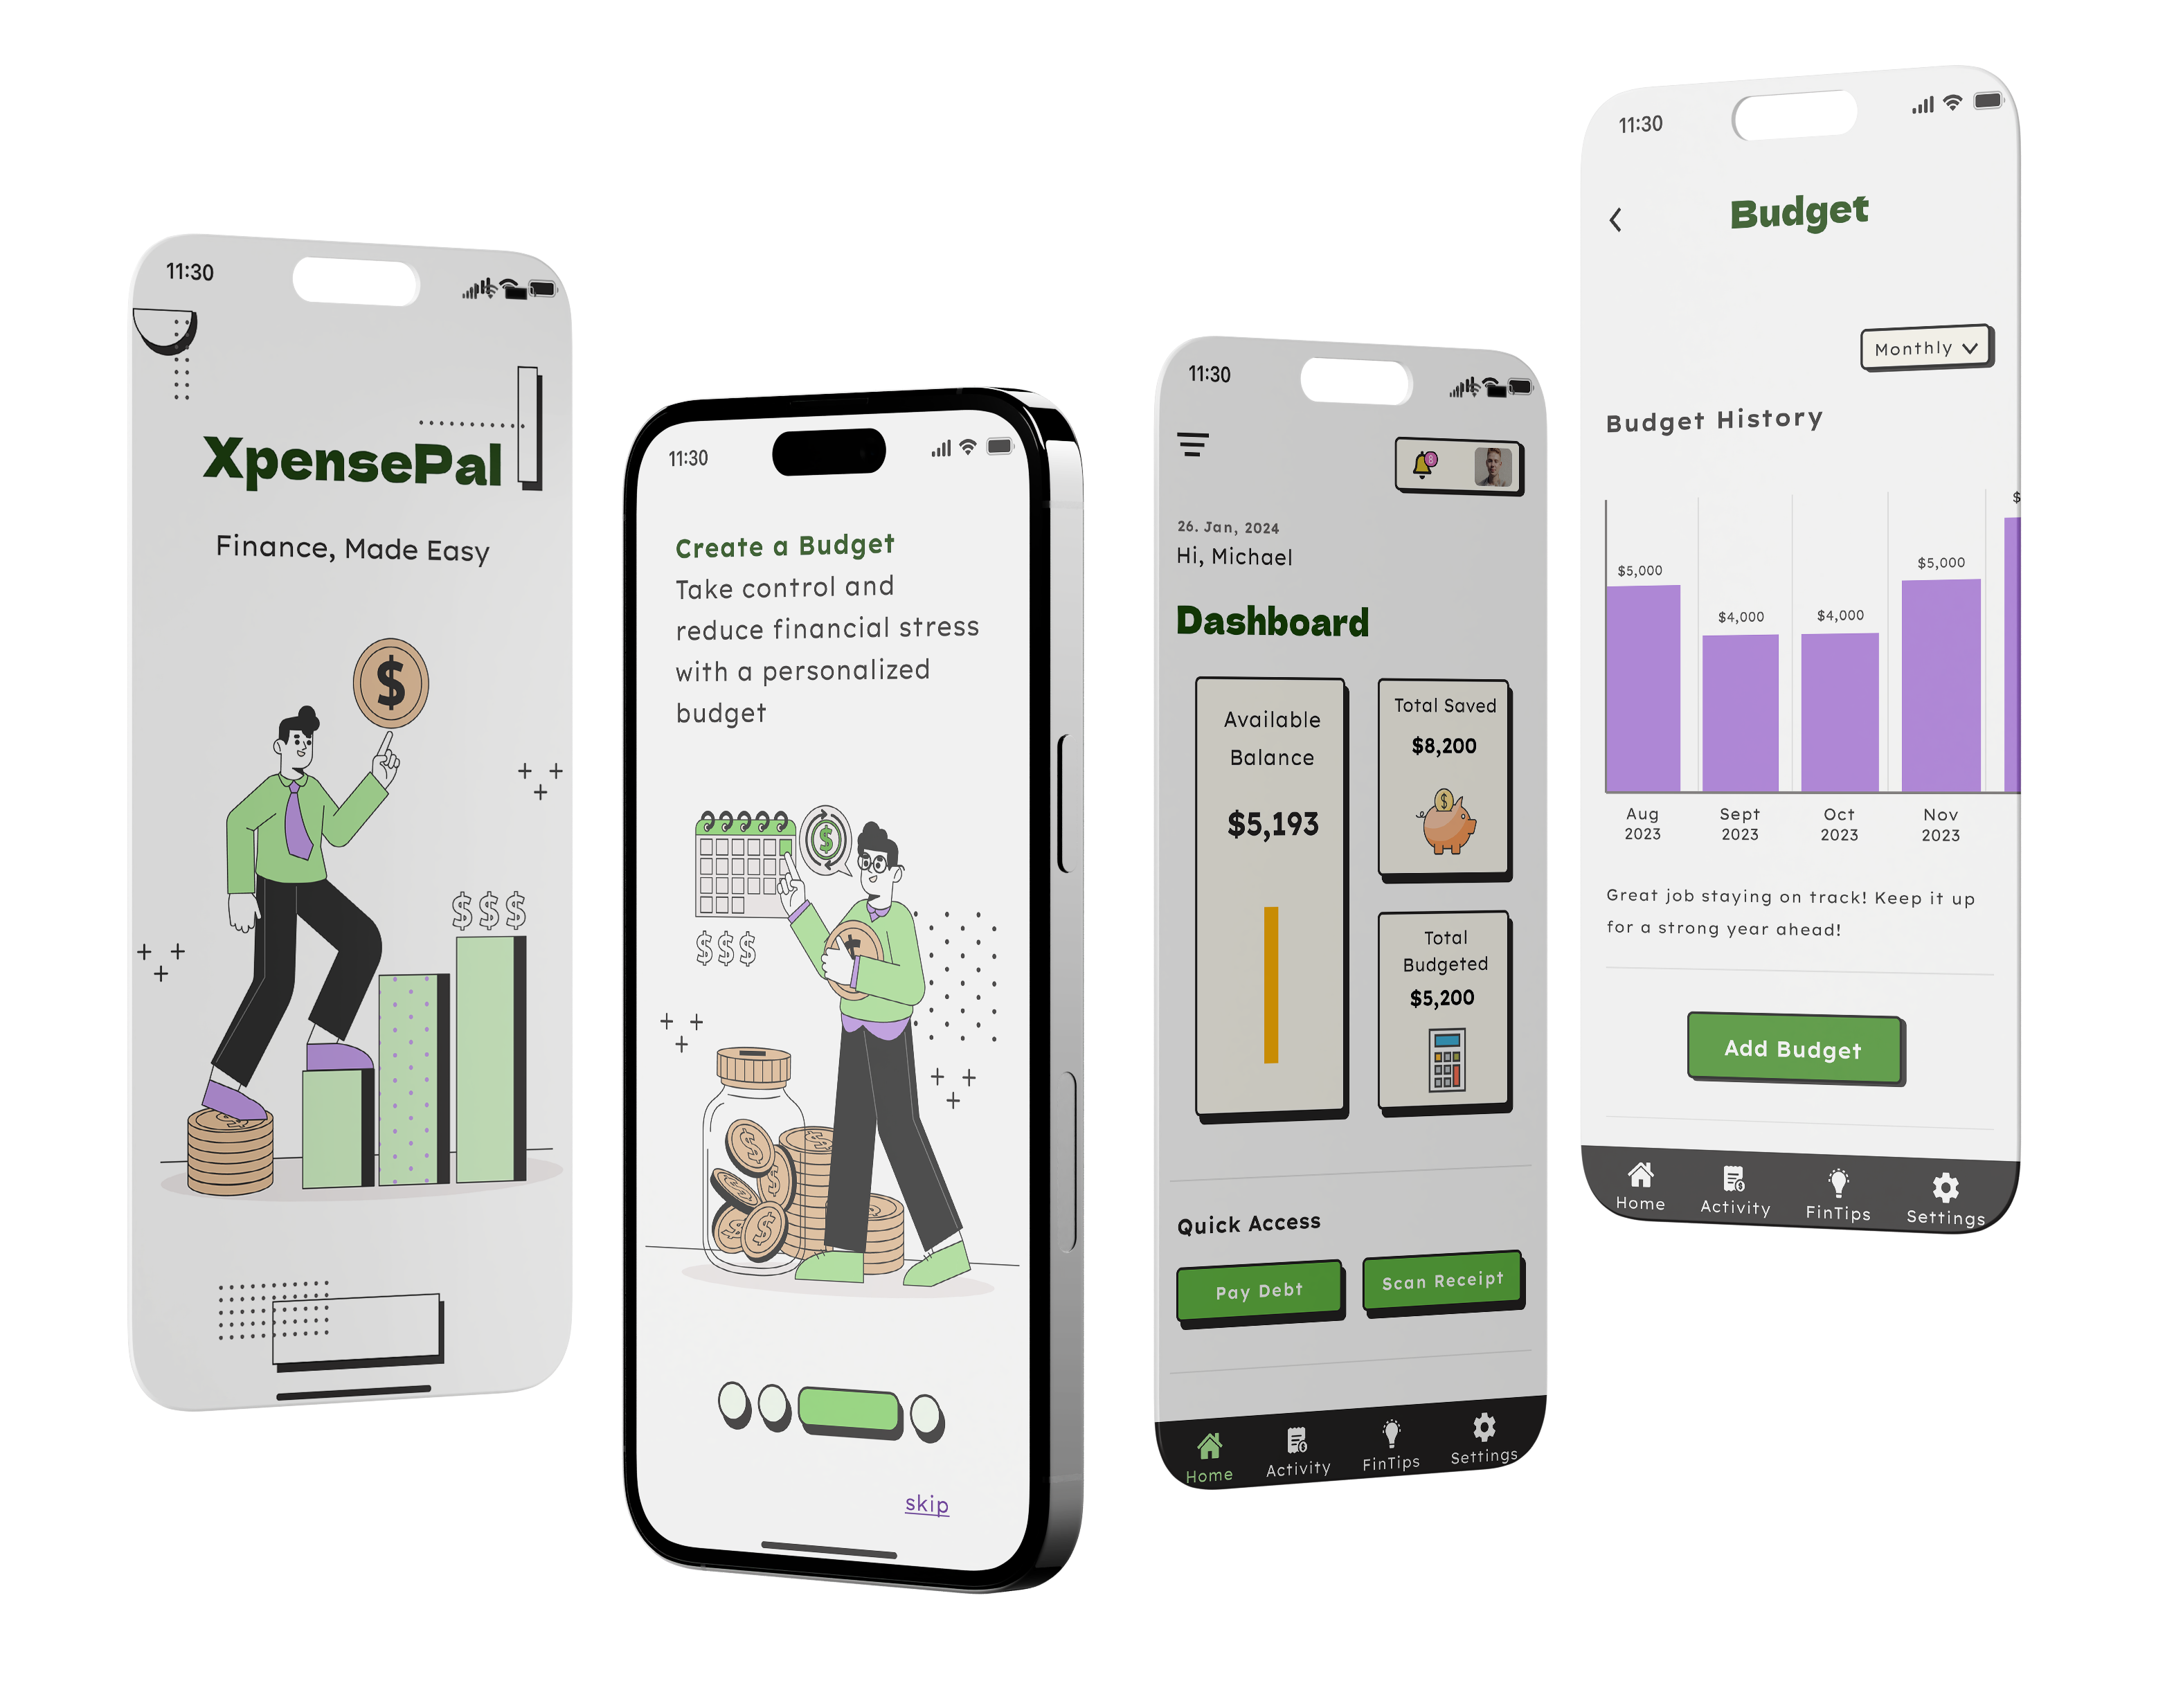 11:30
XpensePal
Finance, Made Easy
$
$$$
11:30
Create a Budget
Take control and
reduce financial stress
with a personalized
budget
$
$$$
skip
11:30
8
26. Jan, 2024
Hi, Michael
Dashboard
Available
Balance
$5,193
Total Saved
$8,200
$
Total
Budgeted
$5,200
Quick Access
Pay Debt
Scan Receipt
Home
Activity
FinTips
Settings
11:30
Budget
Monthly
Budget History
$5,000
$4,000
$4,000
$5,000
$
Aug
2023
Sept
2023
Oct
2023
Nov
2023
Great job staying on track! Keep it up
for a strong year ahead!
Add Budget
Home
Activity
FinTips
Settings